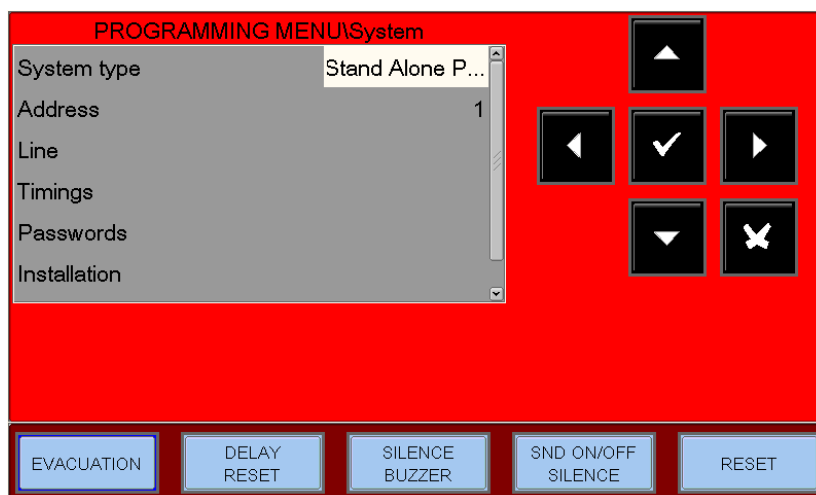 PROGRAMMING MENU\System
System type Stand Alone P...
Address 1
Line
Timings
Passwords
Installation
EVACUATION
DELAY
RESET
SILENCE
BUZZER
SND ON/OFF
SILENCE
RESET